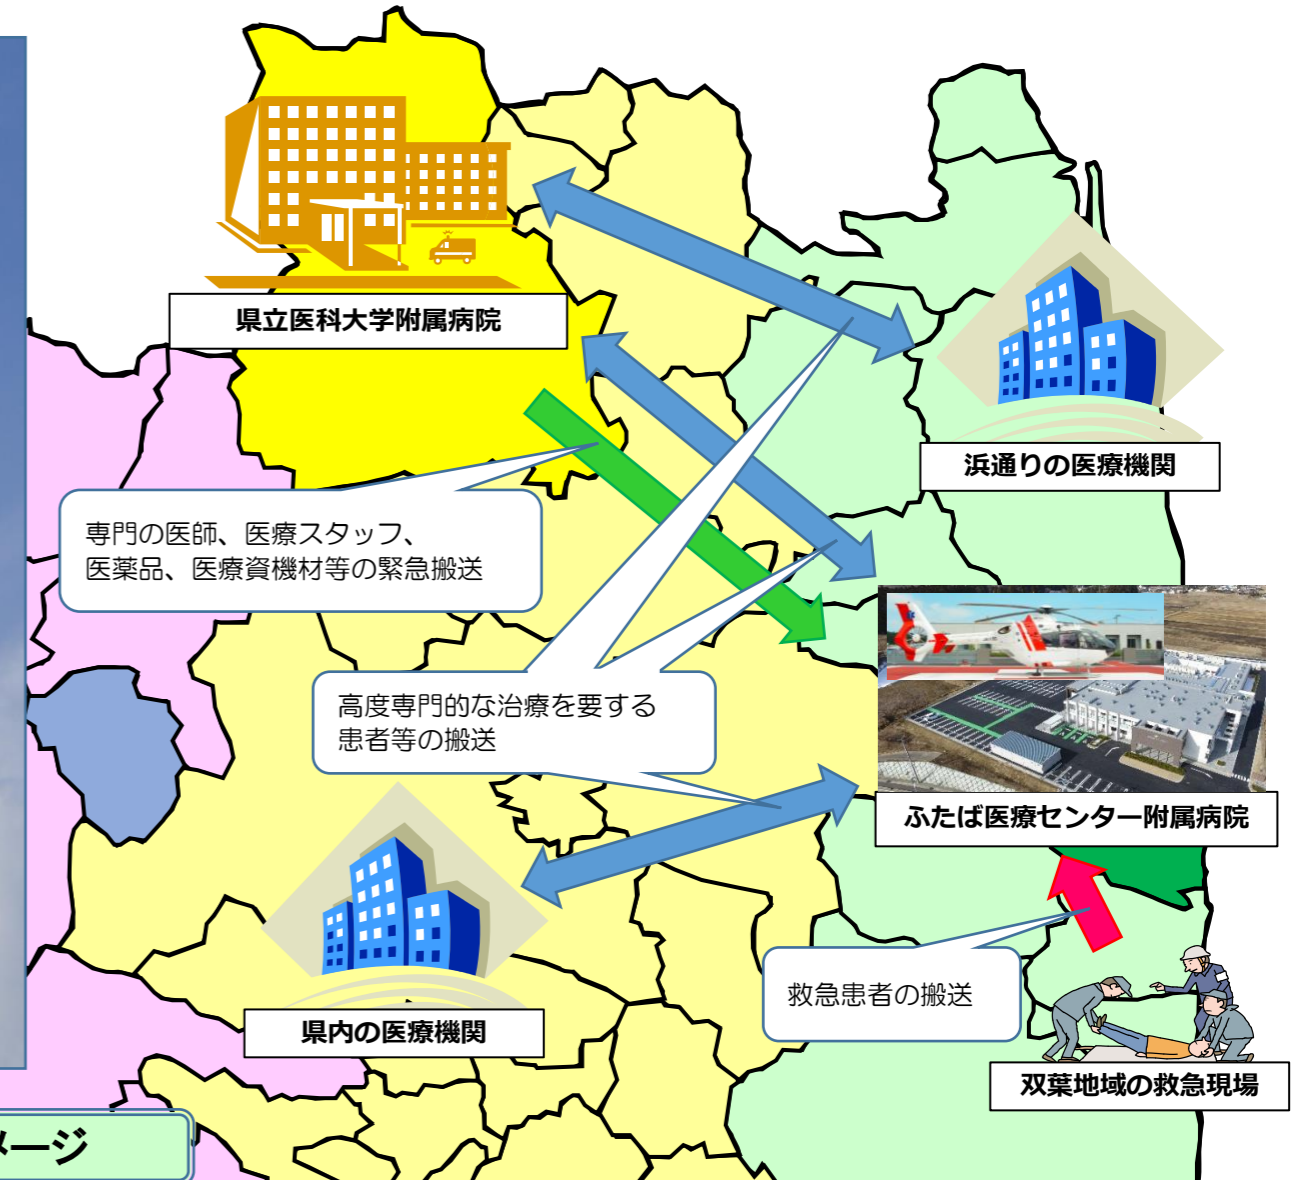 県立医科大学附属病院
浜通りの医療機関
専門の医師、医療スタッフ、
医薬品、医療資機材等の緊急搬送
高度専門的な治療を要する
患者等の搬送
ふたば医療センター附属病院
救急患者の搬送
県内の医療機関
双葉地域の救急現場
メージ